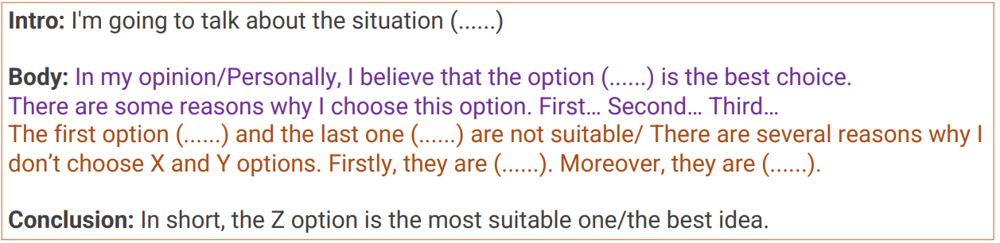 Intro: I'm going to talk about the situation (......)
Body: In my opinion/Personally, I believe that the option (......) is the best choice.
There are some reasons why I choose this option. First... Second... Third...
The first option (......) and the last one (......) are not suitable/ There are several reasons why I
don’t choose X and Y options. Firstly, they are (......). Moreover, they are (......).
Conclusion: In short, the Z option is the most suitable one/the best idea.